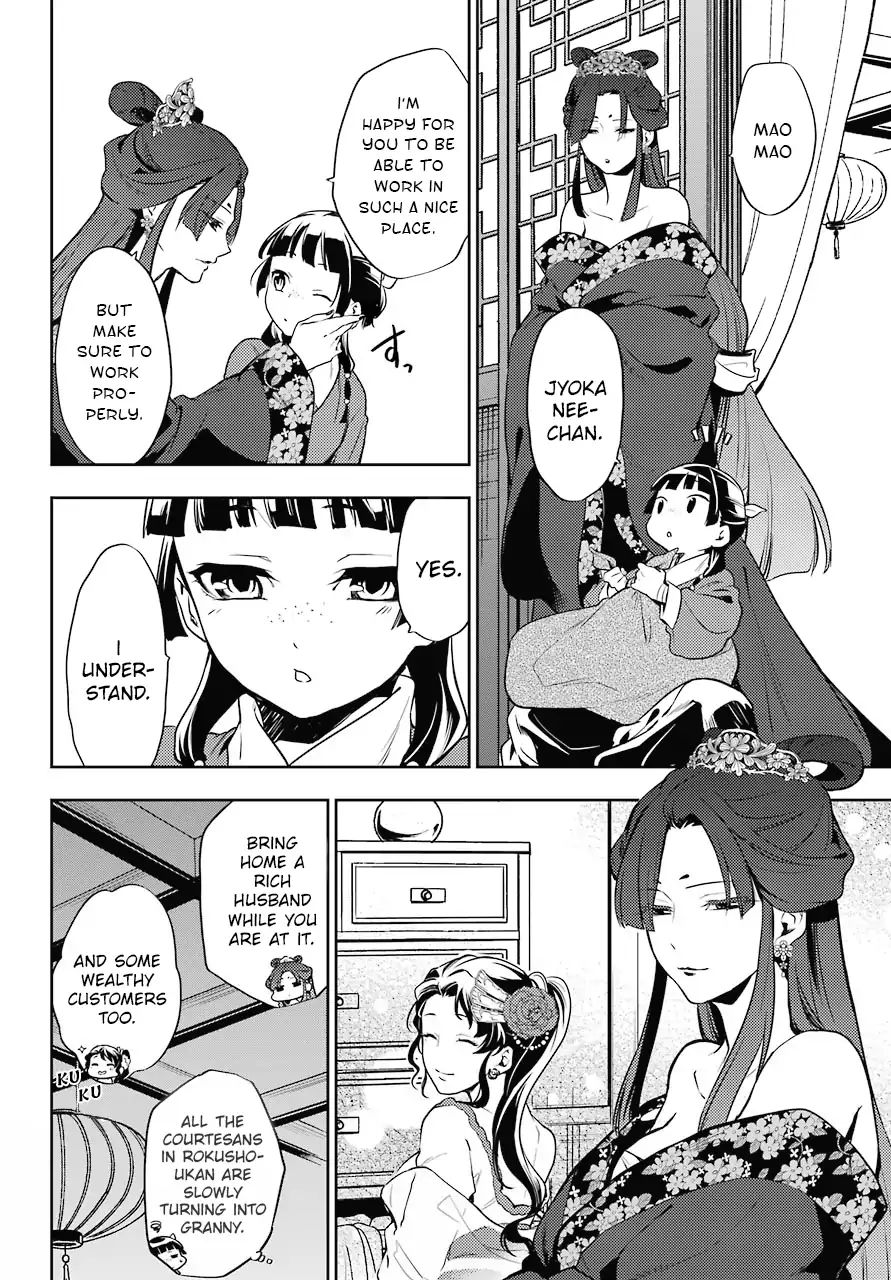 MAO
MAO
JYOKA
NEE-
CHAN.
I'M
HAPPY FOR
YOU TO BE
ABLE TO
WORK IN
SUCH A NICE
PLACE.
BUT
MAKE
SURE TO
WORK
PRO-
PERLY.
すっ
YES.
I
UNDER-
STAND.
BRING
HOME A
RICH
HUSBAND
WHILE YOU
ARE AT IT.
AND SOME
WEALTHY
CUSTOMERS
TOO.
KU
KU
ALL THE
COURTESANS
IN ROKUSHO-
UKAN ARE
SLOWLY
TURNING INTO
GRANNY.